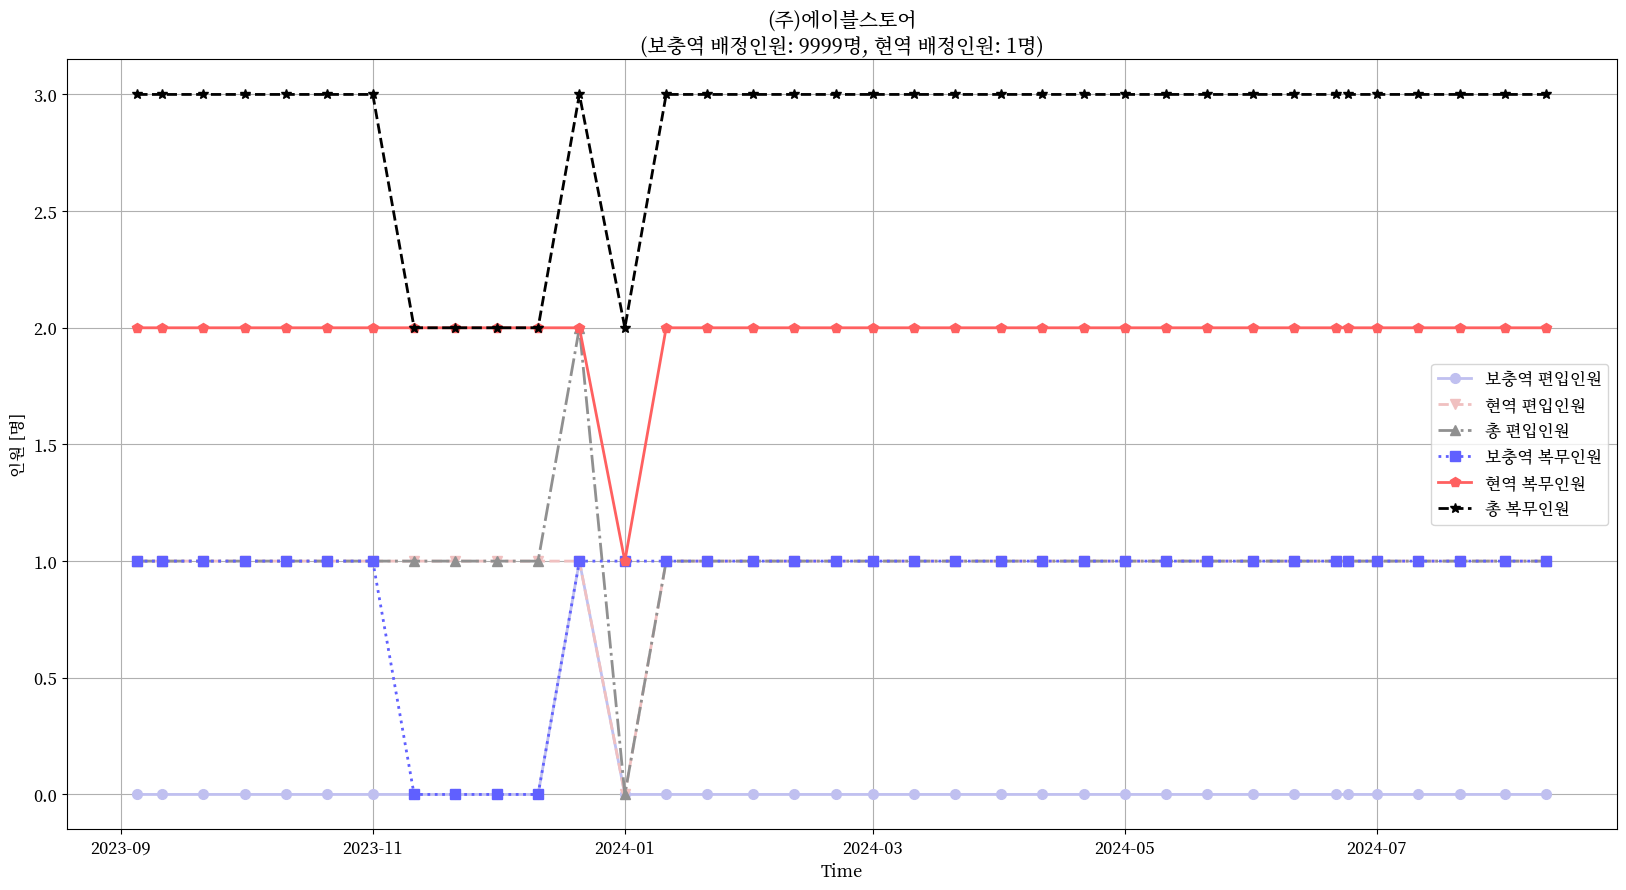 (주)에이블스토어
(보충역 배정인원: 9999명, 현역 배정인원: 1명)
인원 [명]
3.0
2.5
2.0
1.5
1.0
0.5
0.0
보충역 편입인원
현역 편입인원
총 편입인원
보충역 복무인원
현역 복무인원
총 복무인원
2023-09 2023-11 2024-01 2024-03 2024-05 2024-07
Time